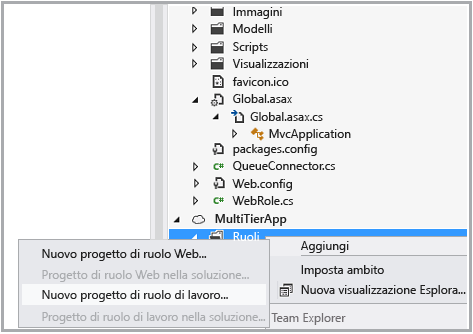 Immagini
Modelli
Scripts
Visualizzazioni
favicon.ico
Global.asax
Global.asax.cs
MvcApplication
packages.config
QueueConnector.cs
Web.config
WebRole.cs
MultiTierApp
Ruoli
Aggiungi
Imposta ambito
Nuova visualizzazione Esplora...
Team Explorer
Nuovo progetto di ruolo Web...
Progetto di ruolo Web nella soluzione...
Nuovo progetto di ruolo di lavoro...
Progetto di ruolo di lavoro nella soluzione...